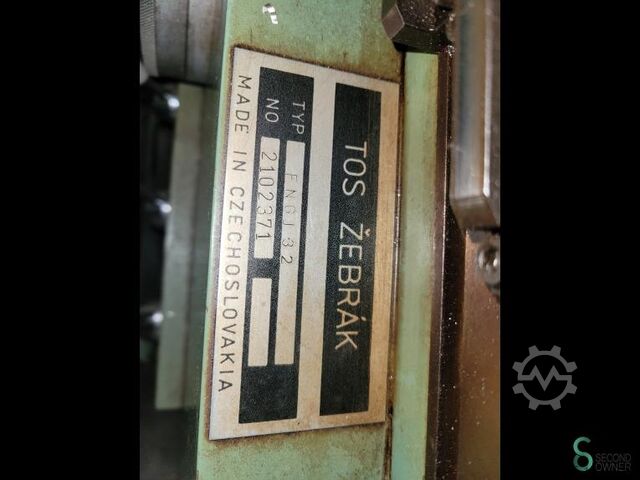 TOS ŽEBRÁK
TYP FNGJ 32
NO 2102371
MADE IN CZECHOSLOVAKIA
SECOND
OWNER